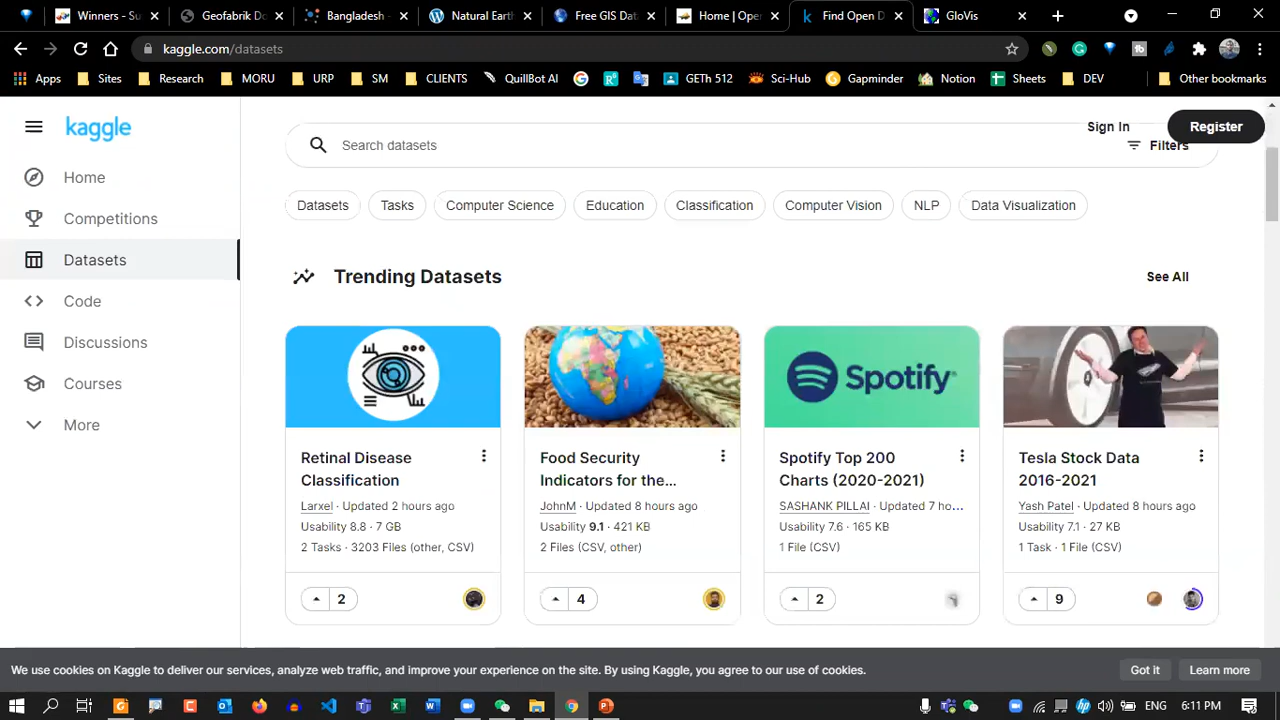 Winners - Su
Geofabrik Do
Bangladesh -
Natural Earth
Free GIS Dat
Home | Ope
Find Open D
GloVis
kaggle.com/datasets
Apps
Sites
Research
MORU
URP
SM
CLIENTS
QuillBot AI
GETh 512
Sci-Hub
Gapminder
Notion
Sheets
DEV
Other bookmarks
kaggle
Search datasets
Sign In
Register
Filters
Home
Competitions
Datasets
Code
Discussions
Courses
More
Datasets
Tasks
Computer Science
Education
Classification
Computer Vision
NLP
Data Visualization
Trending Datasets
See All
Retinal Disease
Classification
Larxel · Updated 2 hours ago
Usability 8.8 · 7 GB
2 Tasks · 3203 Files (other, CSV)
2
Food Security
Indicators for the...
JohnM · Updated 8 hours ago
Usability 9.1 · 421 KB
2 Files (CSV, other)
4
Spotify
Spotify Top 200
Charts (2020-2021)
SASHANK PILLAI · Updated 7 ho...
Usability 7.6 · 165 KB
1 File (CSV)
2
Tesla Stock Data
2016-2021
Yash Patel · Updated 8 hours ago
Usability 7.1 · 27 KB
1 Task · 1 File (CSV)
9
We use cookies on Kaggle to deliver our services, analyze web traffic, and improve your experience on the site. By using Kaggle, you agree to our use of cookies.
Got it
Learn more
6:11 PM